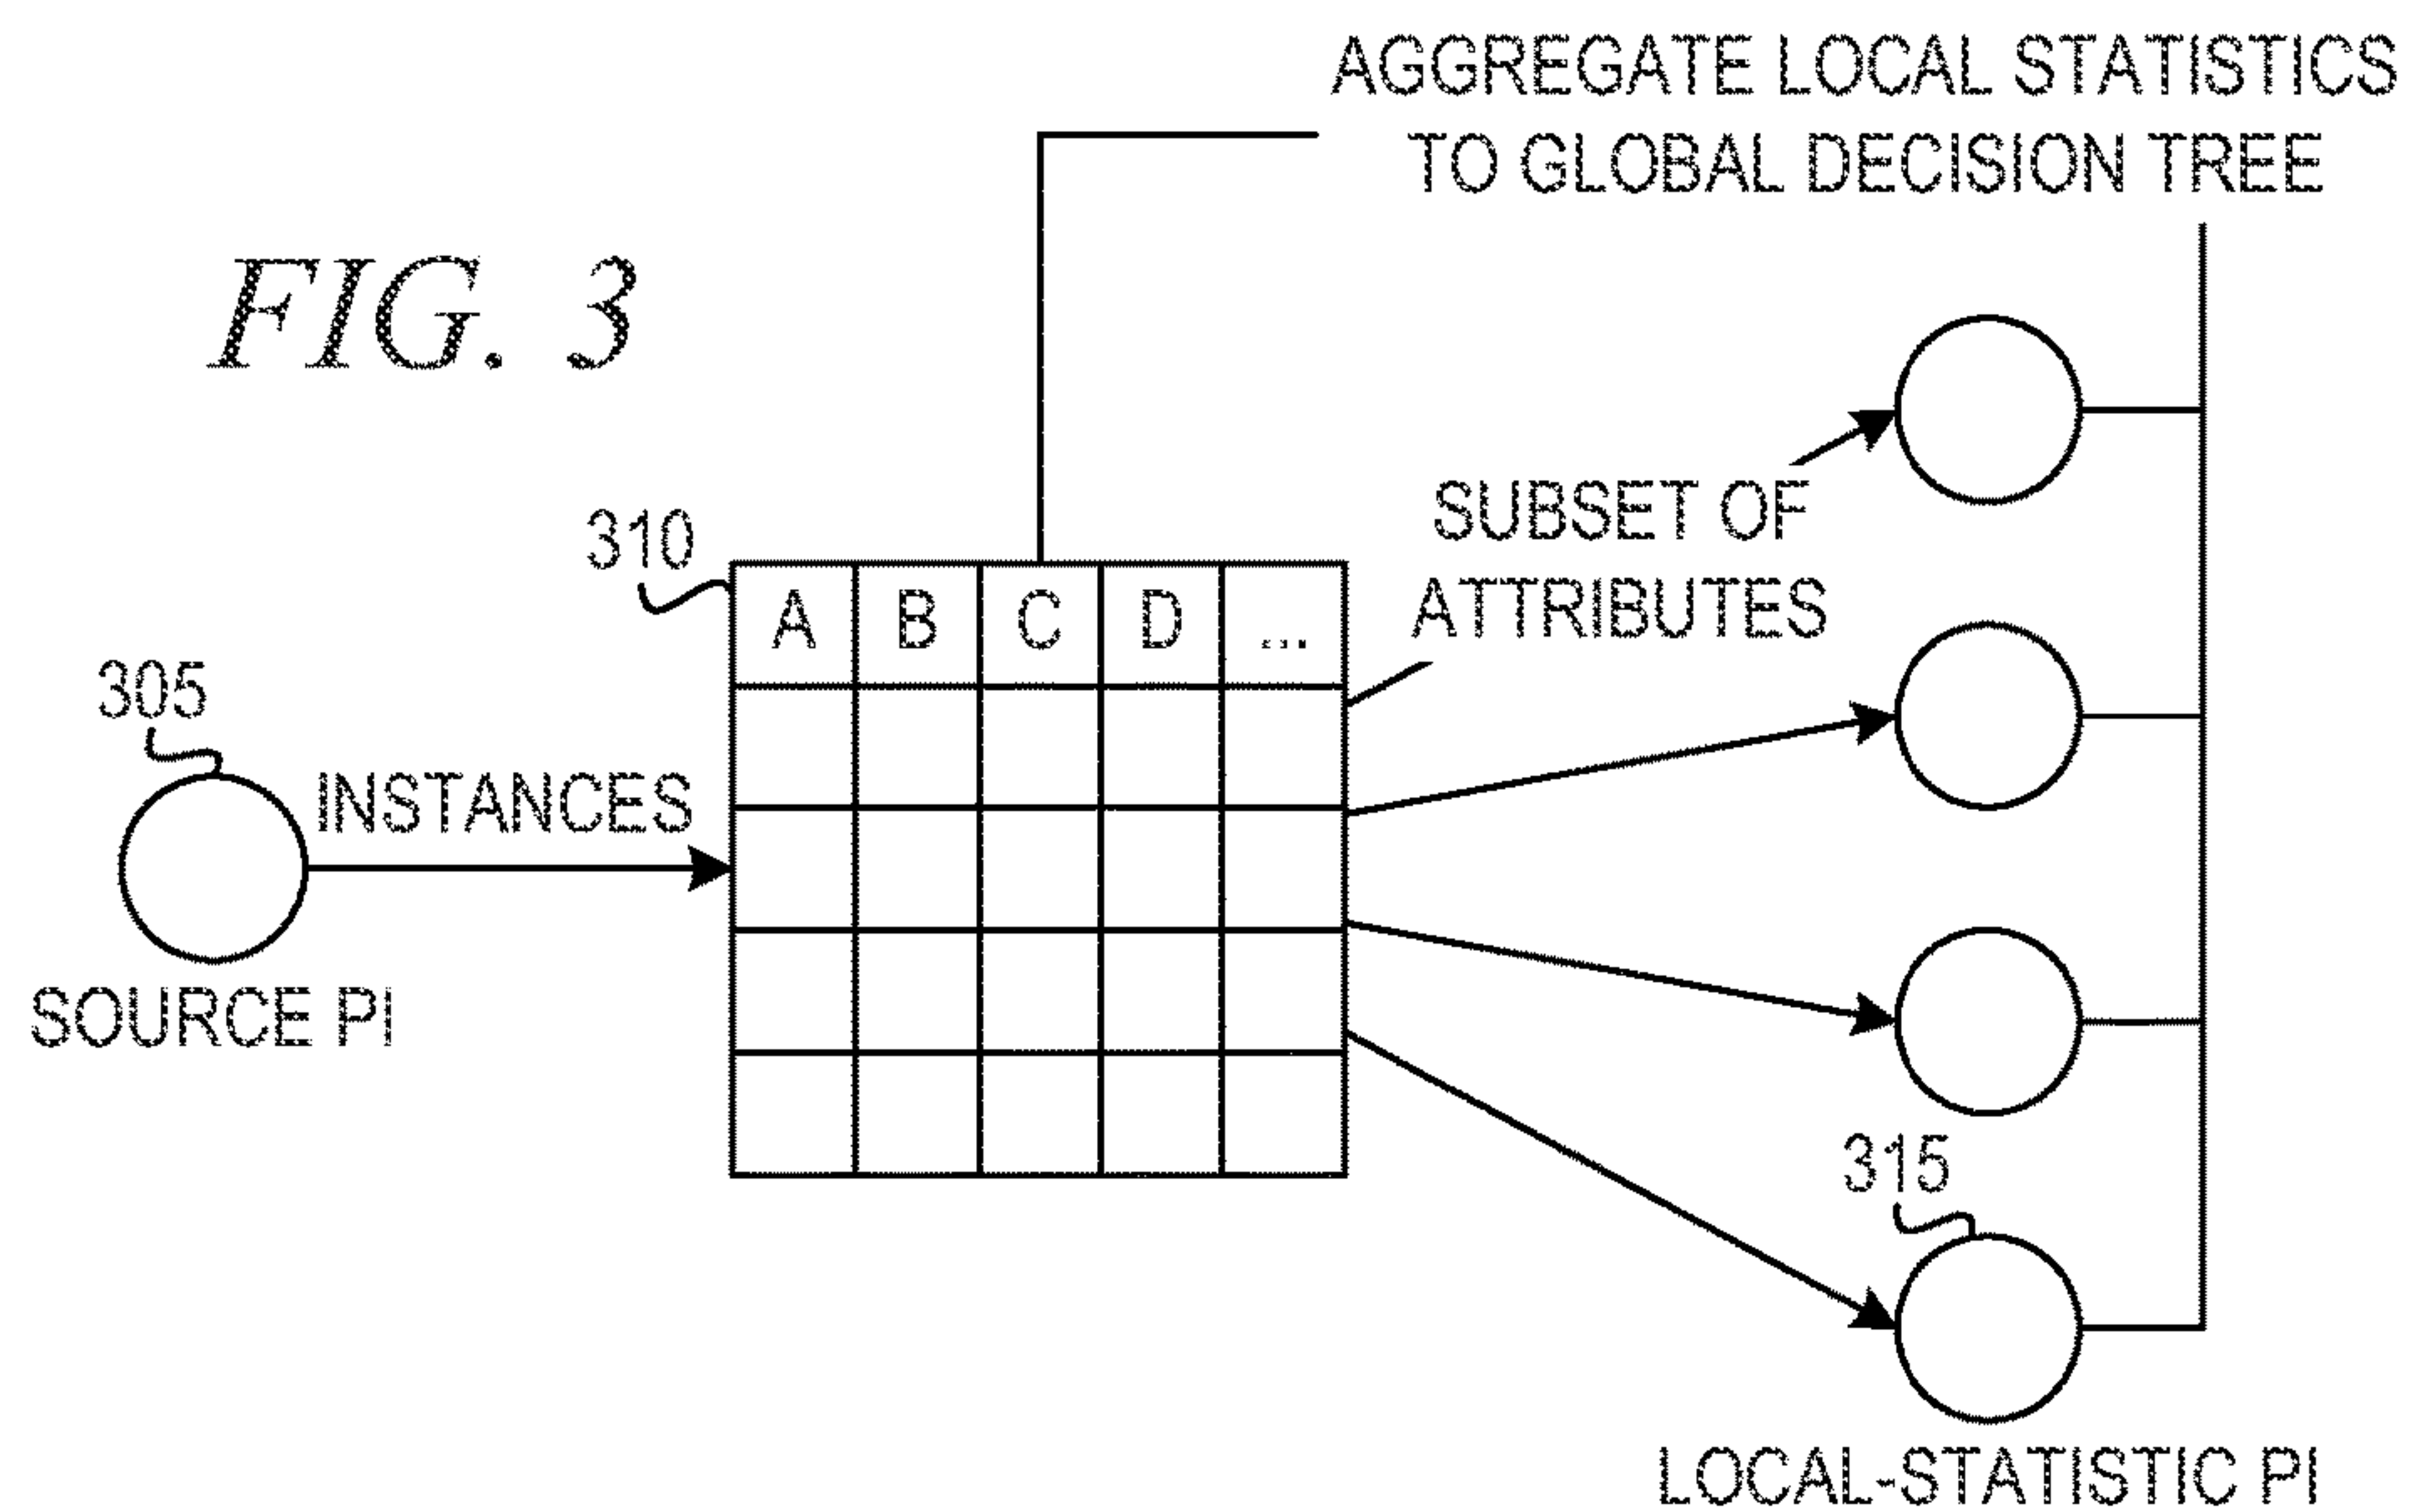 AGGREGATE LOCAL STATISTICS
TO GLOBAL DECISION TREE
FIG. 3
310
SUBSET OF
ATTRIBUTES
A B C D ...
305
INSTANCES
SOURCE PI
315
LOCAL-STATISTIC PI